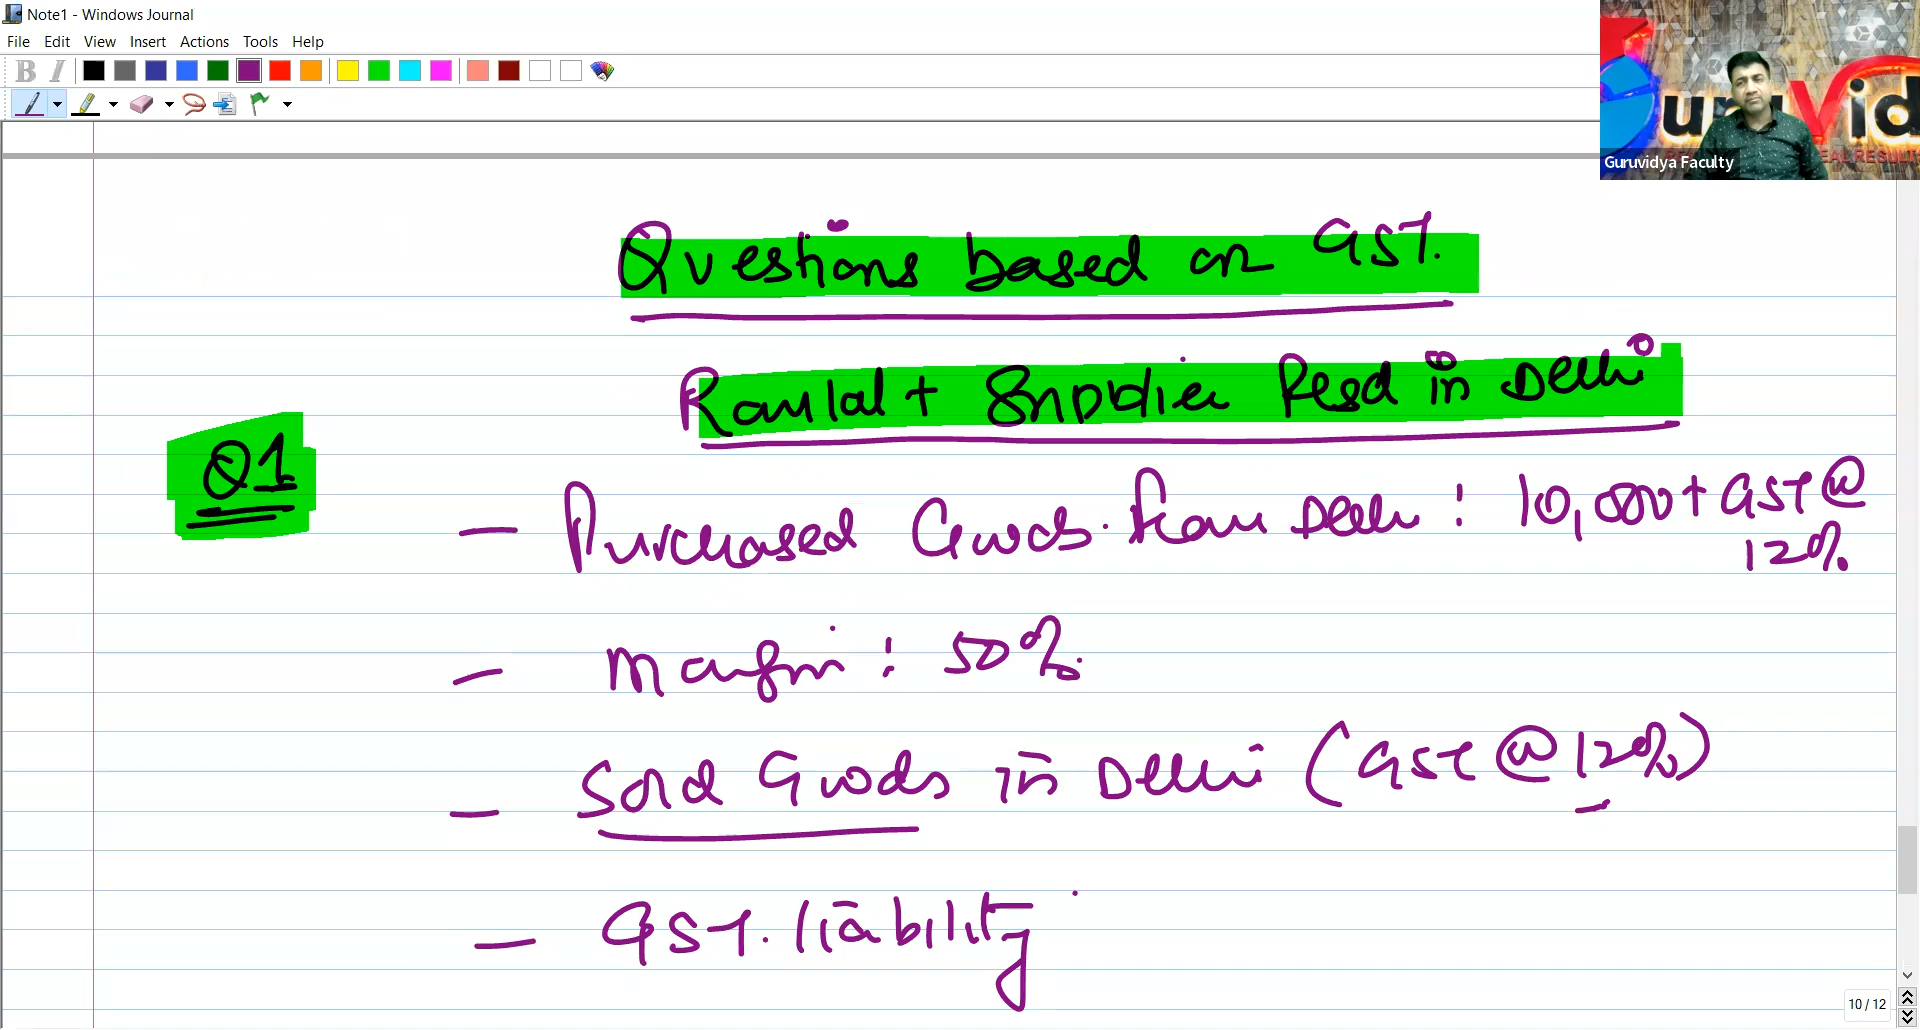 Note1 - Windows Journal
File Edit View Insert Actions Tools Help
B I
Guruvidya Faculty
Questions based on GST.
Ramlal + Supplier Regd in Delhi
Q1
- Purchased Goods from Delhi : 10,000 + GST @ 12%
- Margin : 50%
- Sold Goods in Delhi (GST @ 12%)
- GST. liability
10 / 12